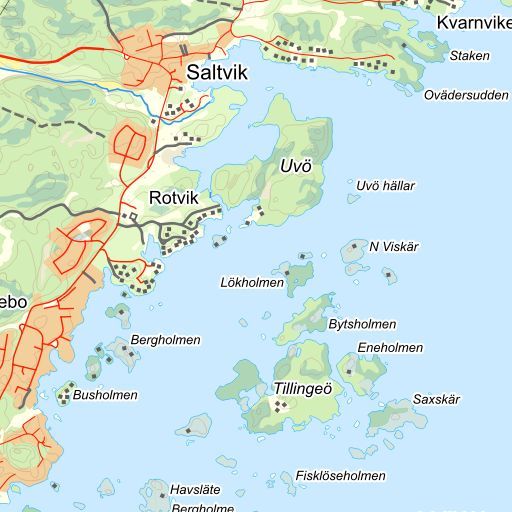 Kvarnvike
Staken
Saltvik
Ovädersudden
Uvö
Uvö hällar
Rotvik
N Viskär
Lökholmen
ebo
Bytsholmen
Bergholmen
Eneholmen
Tillingeö
Busholmen
Saxskär
Fisklöseholmen
Havsläte
Bergholme